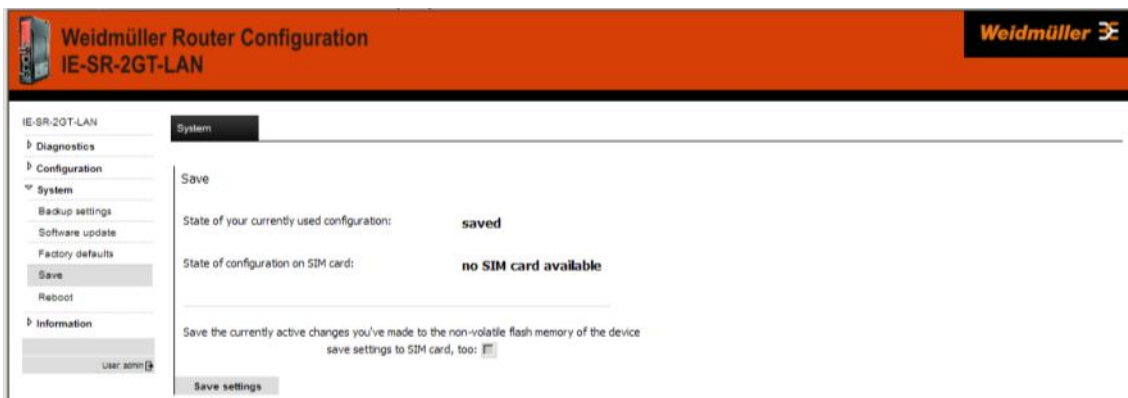 Weidmüller Router Configuration
IE-SR-2GT-LAN
Weidmüller
IE-SR-2GT-LAN
Diagnostics
Configuration
System
Backup settings
Software update
Factory defaults
Save
Reboot
Information
User: admin
System
Save
State of your currently used configuration: saved
State of configuration on SIM card: no SIM card available
Save the currently active changes you've made to the non-volatile flash memory of the device
save settings to SIM card, too:
Save settings